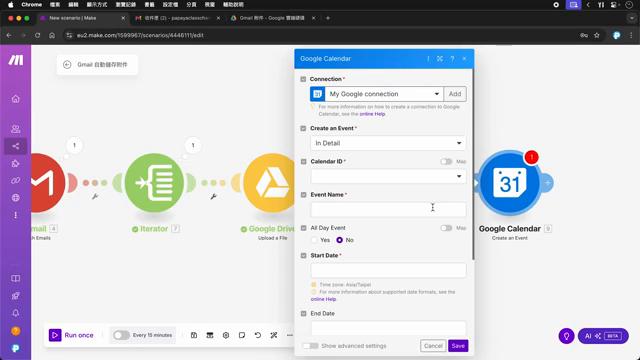 Chrome 檔案 編輯 顯示方式 瀏覽記錄 書籤 設定檔 分頁 視窗 輔助說明
New scenario | Make
Gmail 附件 - Google 雲端硬碟
eu2.make.com/1599967/scenarios/4446111/edit
Gmail 自動儲存附件
Google Calendar
Connection *
My Google connection
Add
For more information on how to create a connection to Google
Calendar, see the online Help.
Create an Event *
In Detail
Calendar ID *
Map
Event Name *
All Day Event
Map
Yes
No
Start Date *
Time zone: Asia/Taipei
For more information about supported date formats, see the
online Help.
End Date
Show advanced settings
Cancel
Save
1
1
1
Gmail 4
ch Emails
Iterator 7
Google Drive
Upload a File
31
Google Calendar 9
Create an Event
Run once
Every 15 minutes
AI
BETA